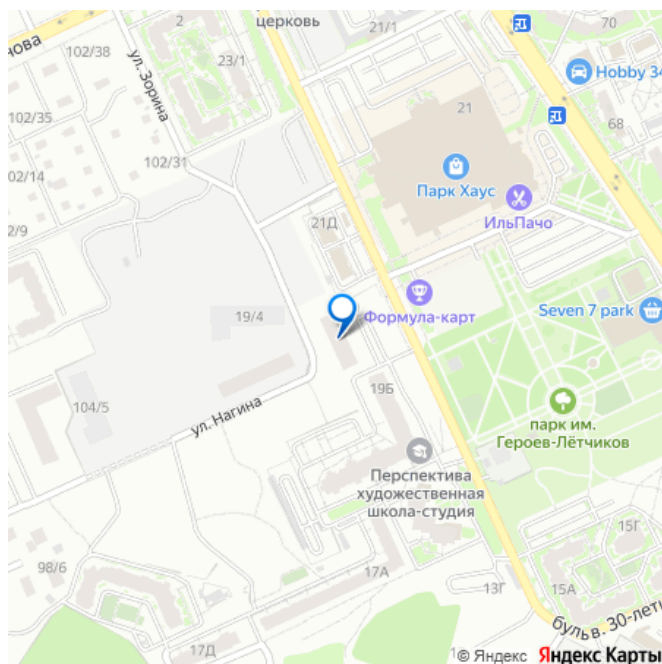 2
церковь
21/1
70
нова
102/38
23/1
Hobby 34
ул. Зорина
102/35
21
68
102/31
Парк Хаус
102/14
ИльПачо
2/9
21Д
Формула-карт
Seven 7 park
19/4
19Б
104/5
ул. Нагина
парк им.
Героев-Лётчиков
Перспектива
художественная
школа-студия
15Г
98/6
17А
13Г
15А
бульв. 30-лет
17Д
1
© Яндекс Яндекс Карты